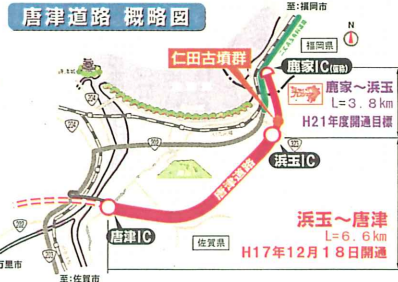 唐津道路 概略図
至:福岡市
福岡県
N
仁田古墳群
鹿家IC(仮称)
鹿家~浜玉
L=3.8km
H21年度開通目標
浜玉IC
唐津道路
浜玉~唐津
L=6.6km
H17年12月18日開通
唐津IC
佐賀県
万里市
至:佐賀市